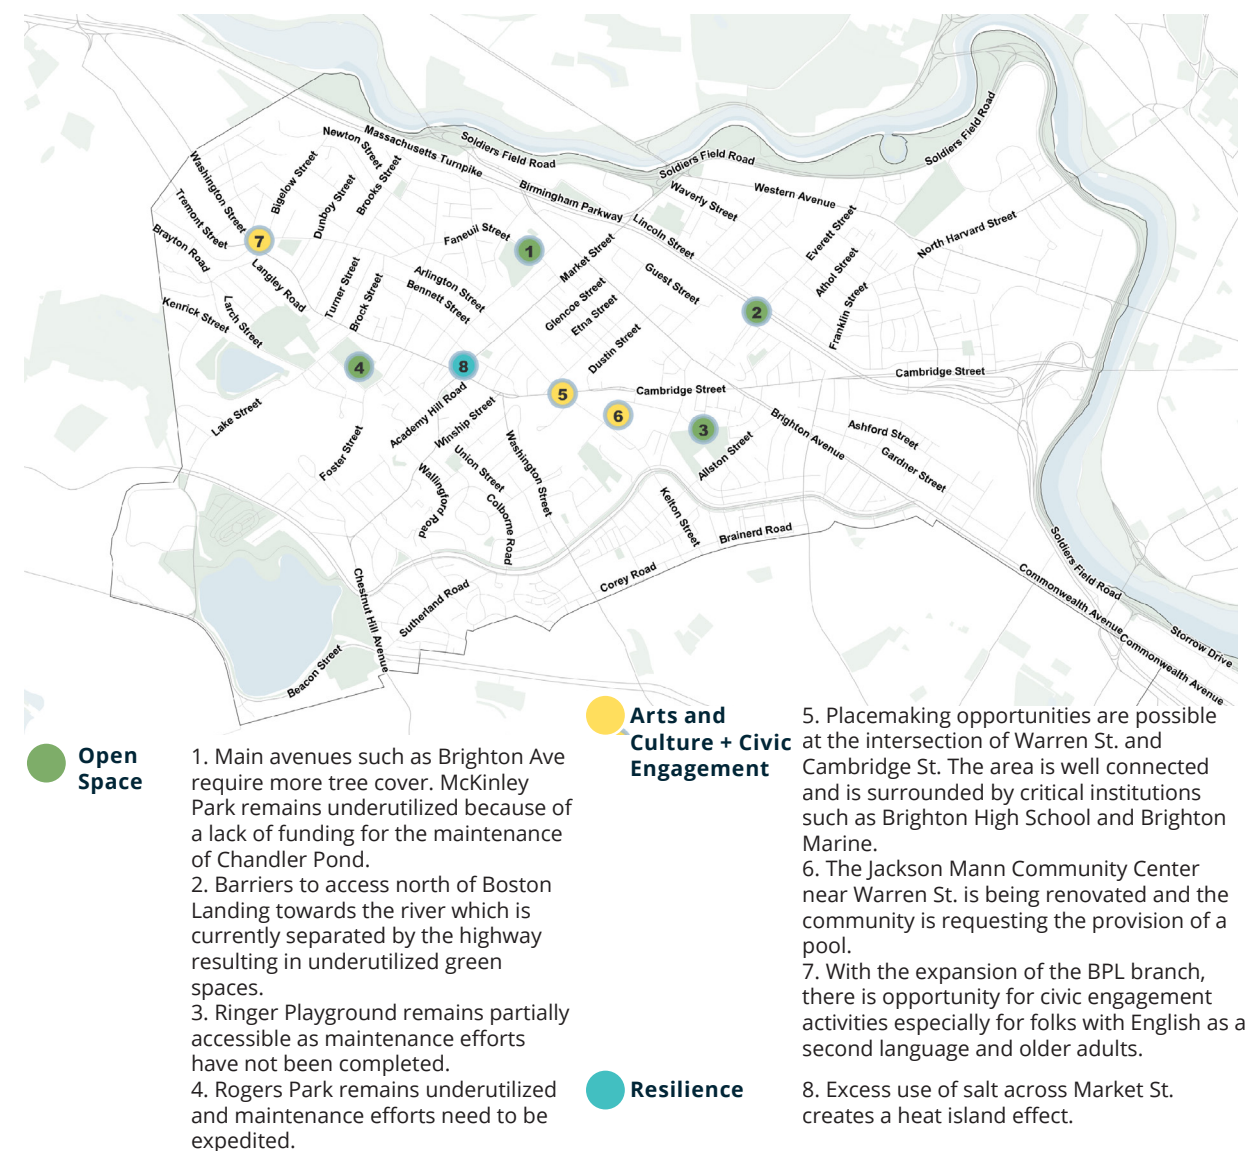 Newton Street
Massachusetts Turnpike
Soldiers Field Road
Soldiers Field Road
Soldiers Field Road
Washington Street
Bigelow Street
Dunboy Street
Brooks Street
Birmingham Parkway
Waverly Street
Western Avenue
Tremont Street
Brayton Road
7
Faneuil Street
1
Market Street
Lincoln Street
Everett Street
North Harvard Street
Langley Road
Turner Street
Brock Street
Arlington Street
Bennett Street
Glencoe Street
Etna Street
Guest Street
Athol Street
Franklin Street
Kenrick Street
Larch Street
2
Dustin Street
4
8
5
6
3
Cambridge Street
Cambridge Street
Lake Street
Foster Street
Academy Hill Road
Winship Street
Union Street
Washington Street
Wallingford Road
Colborne Road
Allston Street
Brighton Avenue
Ashford Street
Gardner Street
Kelton Street
Brainerd Road
Corey Road
Sutherland Road
Chestnut Hill Avenue
Beacon Street
Soldiers Field Road
Commonwealth Avenue
Commonwealth Avenue
Storrow Drive
Open
Space
1. Main avenues such as Brighton Ave
require more tree cover. McKinley
Park remains underutilized because of
a lack of funding for the maintenance
of Chandler Pond.
2. Barriers to access north of Boston
Landing towards the river which is
currently separated by the highway
resulting in underutilized green
spaces.
3. Ringer Playground remains partially
accessible as maintenance efforts
have not been completed.
4. Rogers Park remains underutilized
and maintenance efforts need to be
expedited.
Arts and
Culture + Civic
Engagement
5. Placemaking opportunities are possible
at the intersection of Warren St. and
Cambridge St. The area is well connected
and is surrounded by critical institutions
such as Brighton High School and Brighton
Marine.
6. The Jackson Mann Community Center
near Warren St. is being renovated and the
community is requesting the provision of a
pool.
7. With the expansion of the BPL branch,
there is opportunity for civic engagement
activities especially for folks with English as a
second language and older adults.
Resilience
8. Excess use of salt across Market St.
creates a heat island effect.